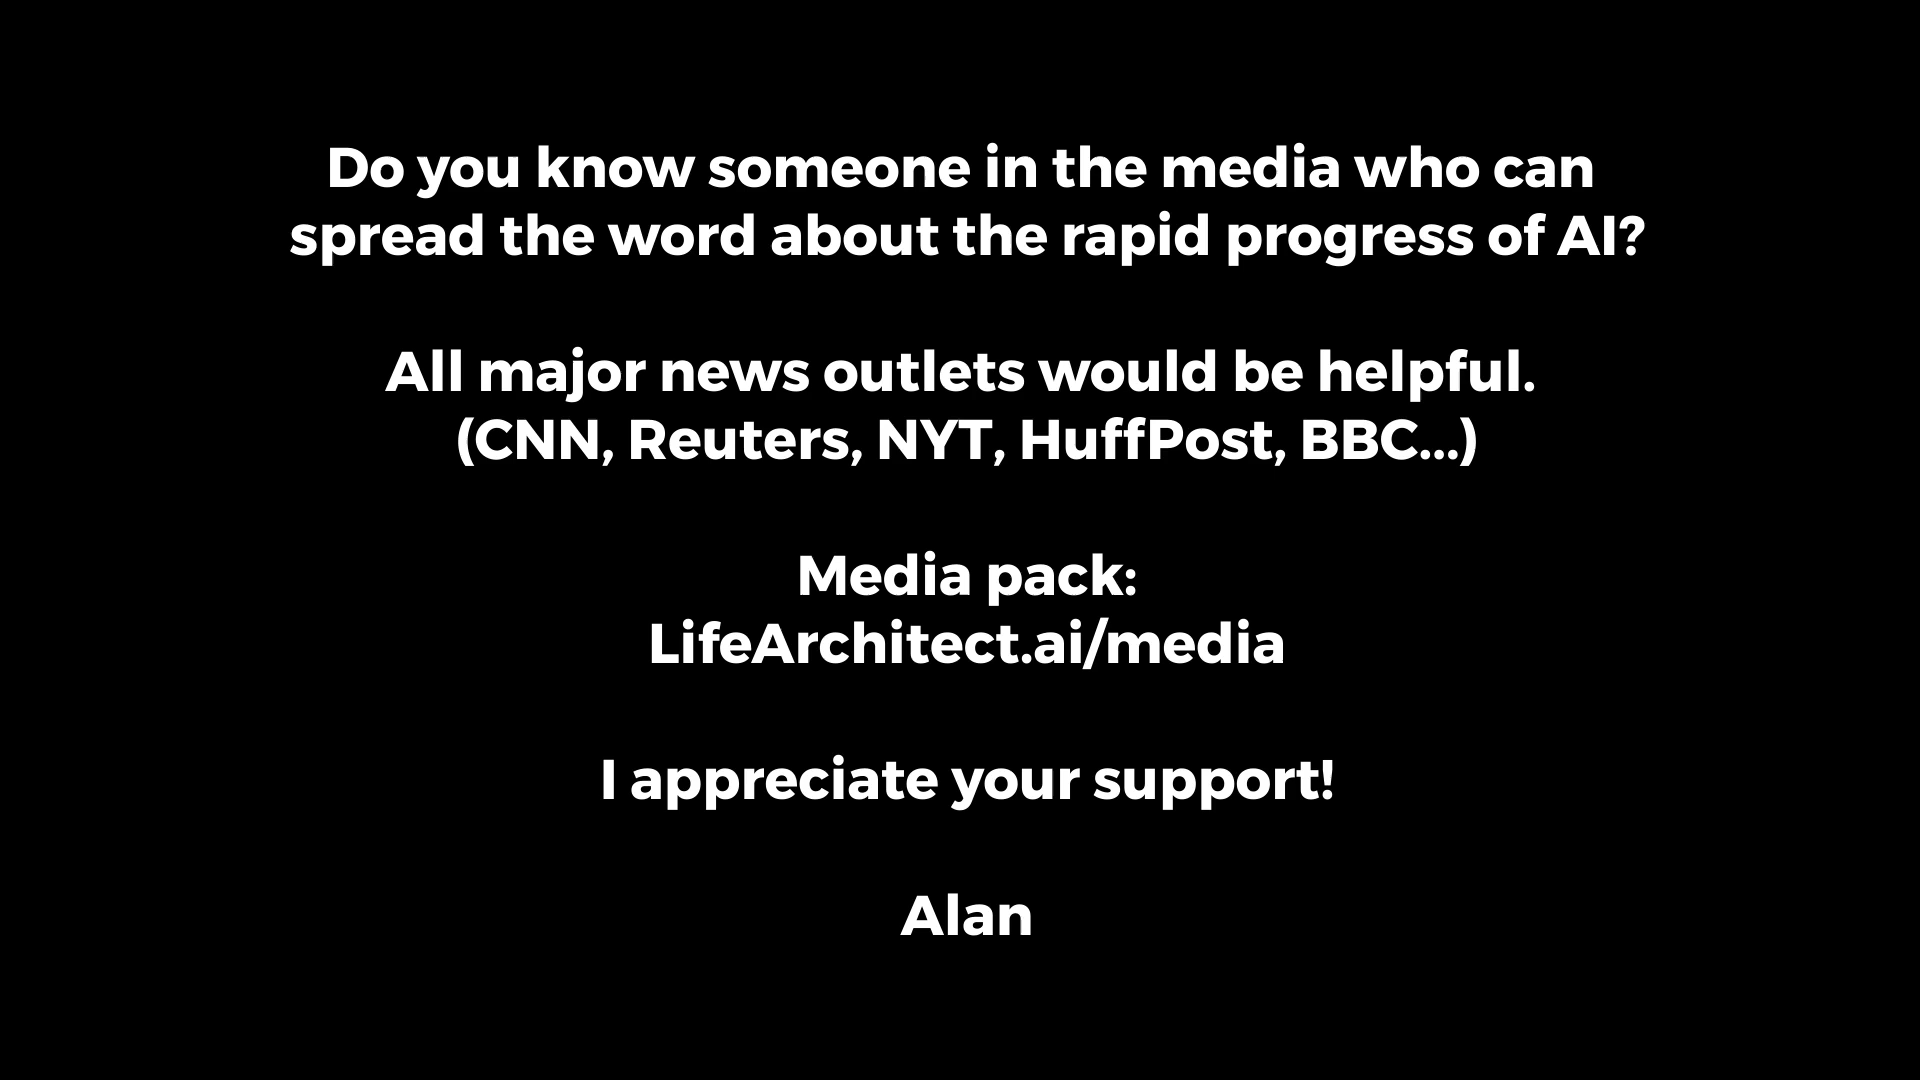 Do you know someone in the media who can
spread the word about the rapid progress of AI?
All major news outlets would be helpful.
(CNN, Reuters, NYT, HuffPost, BBC...)
Media pack:
LifeArchitect.ai/media
I appreciate your support!
Alan